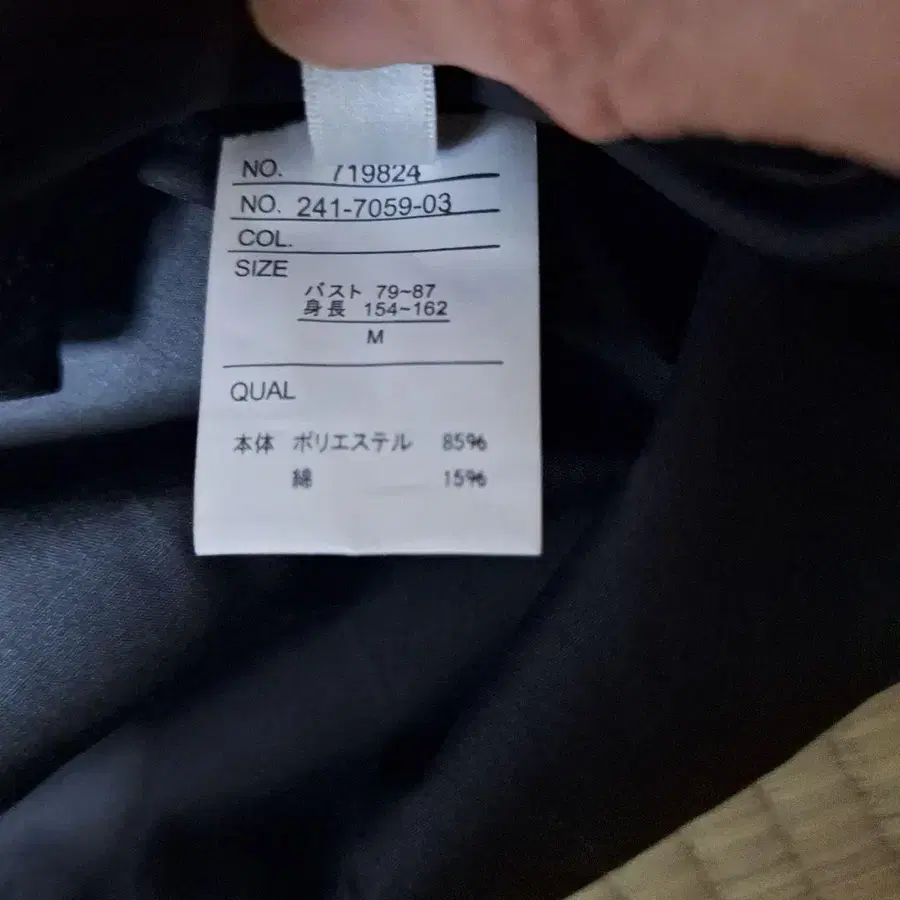 NO. 719824
NO. 241-7059-03
COL.
SIZE
バスト 79~87
身長 154~162
M
QUAL
本体 ポリエステル 85%
綿 15%